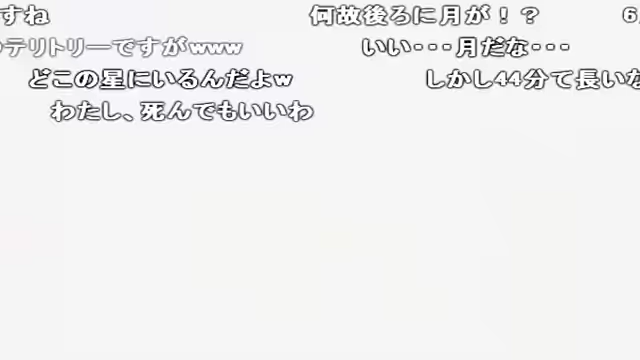 すね 何故後ろに月が！？ 6
テリトリーですがwww いい・・・月だな・・・
どこの星にいるんだよw しかし44分て長いな
わたし、死んでもいいわ